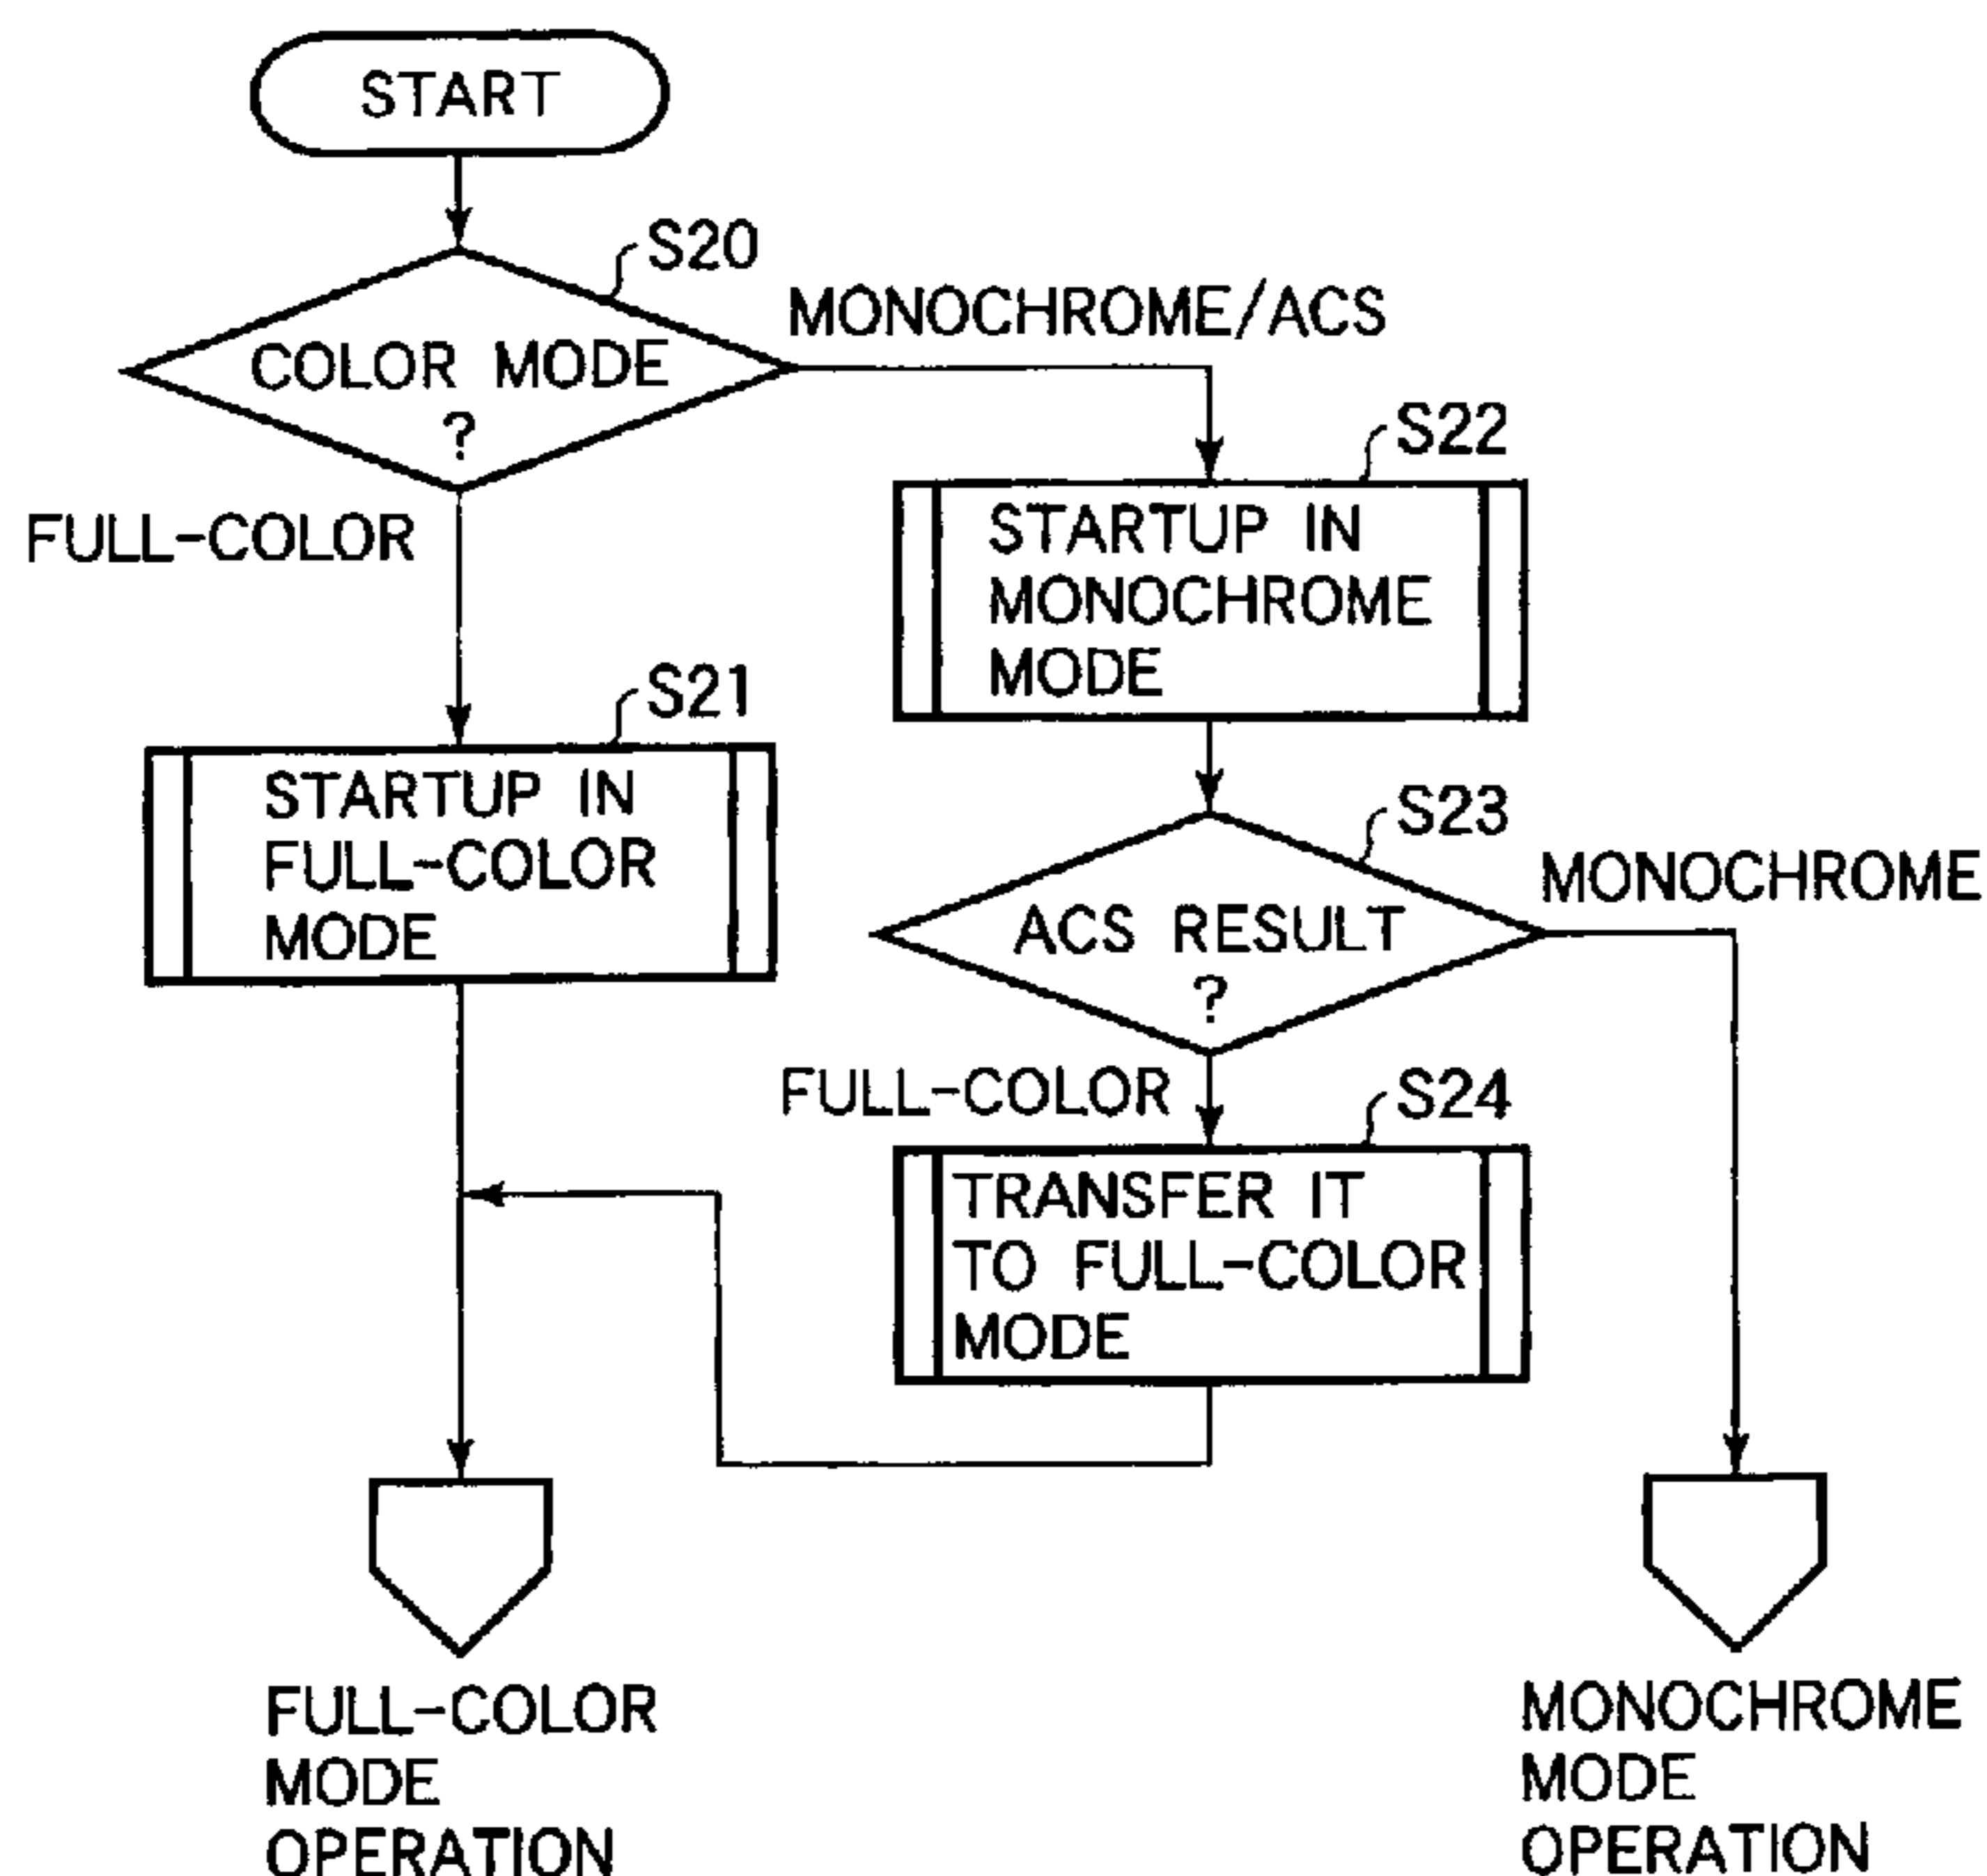 START
S20
COLOR MODE
?
MONOCHROME/ACS
FULL-COLOR
S22
STARTUP IN
MONOCHROME
MODE
S21
STARTUP IN
FULL-COLOR
MODE
S23
ACS RESULT
?
MONOCHROME
FULL-COLOR
S24
TRANSFER IT
TO FULL-COLOR
MODE
FULL-COLOR
MODE
OPERATION
MONOCHROME
MODE
OPERATION